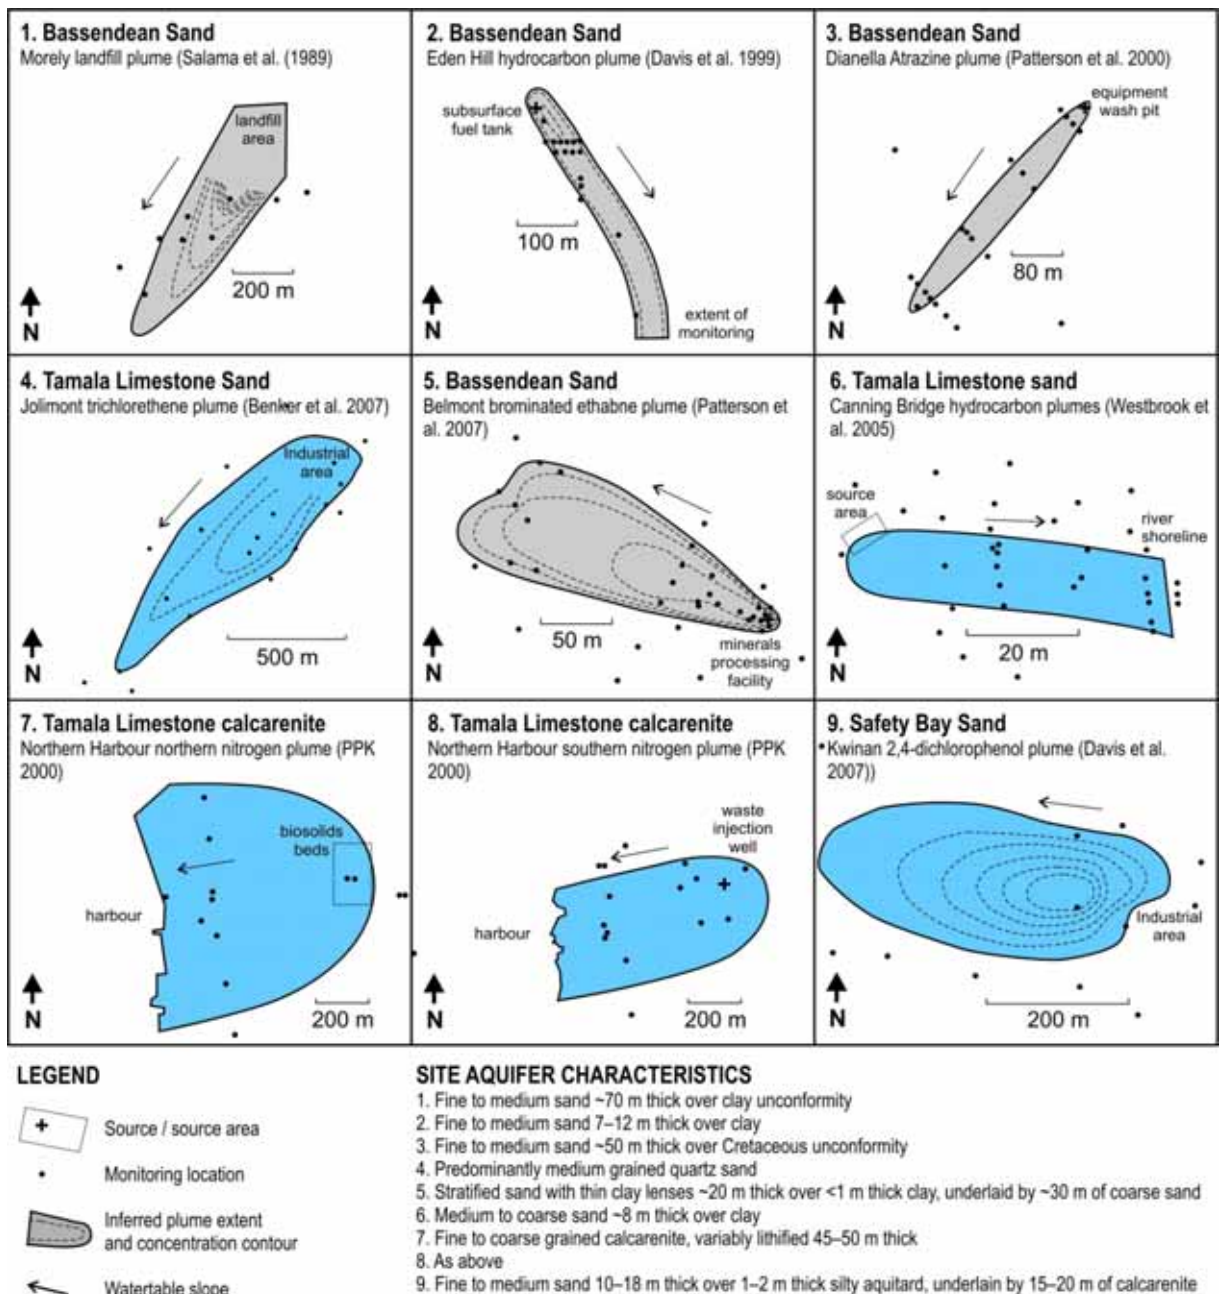 1. Bassendean Sand
Morely landfill plume (Salama et al. (1989)
landfill
area
200 m
N
2. Bassendean Sand
Eden Hill hydrocarbon plume (Davis et al. 1999)
subsurface
fuel tank
100 m
extent of
monitoring
N
3. Bassendean Sand
Dianella Atrazine plume (Patterson et al. 2000)
equipment
wash pit
80 m
N
4. Tamala Limestone Sand
Jolimont trichlorethene plume (Benker et al. 2007)
Industrial
area
500 m
N
5. Bassendean Sand
Belmont brominated ethabne plume (Patterson et
al. 2007)
50 m
minerals
processing
facility
N
6. Tamala Limestone sand
Canning Bridge hydrocarbon plumes (Westbrook et
al. 2005)
source
area
river
shoreline
20 m
N
7. Tamala Limestone calcarenite
Northern Harbour northern nitrogen plume (PPK
2000)
biosolids
beds
harbour
200 m
N
8. Tamala Limestone calcarenite
Northern Harbour southern nitrogen plume (PPK
2000)
waste
injection
well
harbour
200 m
N
9. Safety Bay Sand
Kwinan 2,4-dichlorophenol plume (Davis et al.
2007))
Industrial
area
200 m
N
LEGEND
Source / source area
Monitoring location
Inferred plume extent
and concentration contour
Watertable slope
SITE AQUIFER CHARACTERISTICS
1. Fine to medium sand ~70 m thick over clay unconformity
2. Fine to medium sand 7–12 m thick over clay
3. Fine to medium sand ~50 m thick over Cretaceous unconformity
4. Predominantly medium grained quartz sand
5. Stratified sand with thin clay lenses ~20 m thick over <1 m thick clay, underlaid by ~30 m of coarse sand
6. Medium to coarse sand ~8 m thick over clay
7. Fine to coarse grained calcarenite, variably lithified 45–50 m thick
8. As above
9. Fine to medium sand 10–18 m thick over 1–2 m thick silty aquitard, underlain by 15–20 m of calcarenite